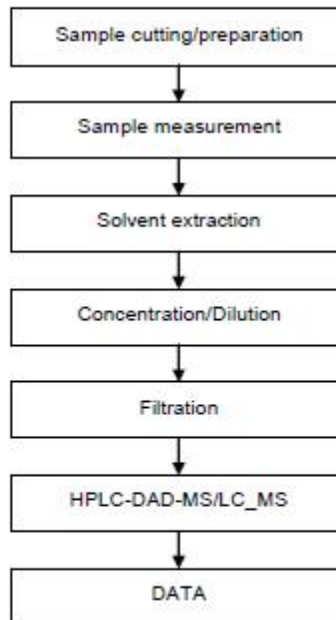 Sample cutting/preparation
Sample measurement
Solvent extraction
Concentration/Dilution
Filtration
HPLC-DAD-MS/LC_MS
DATA